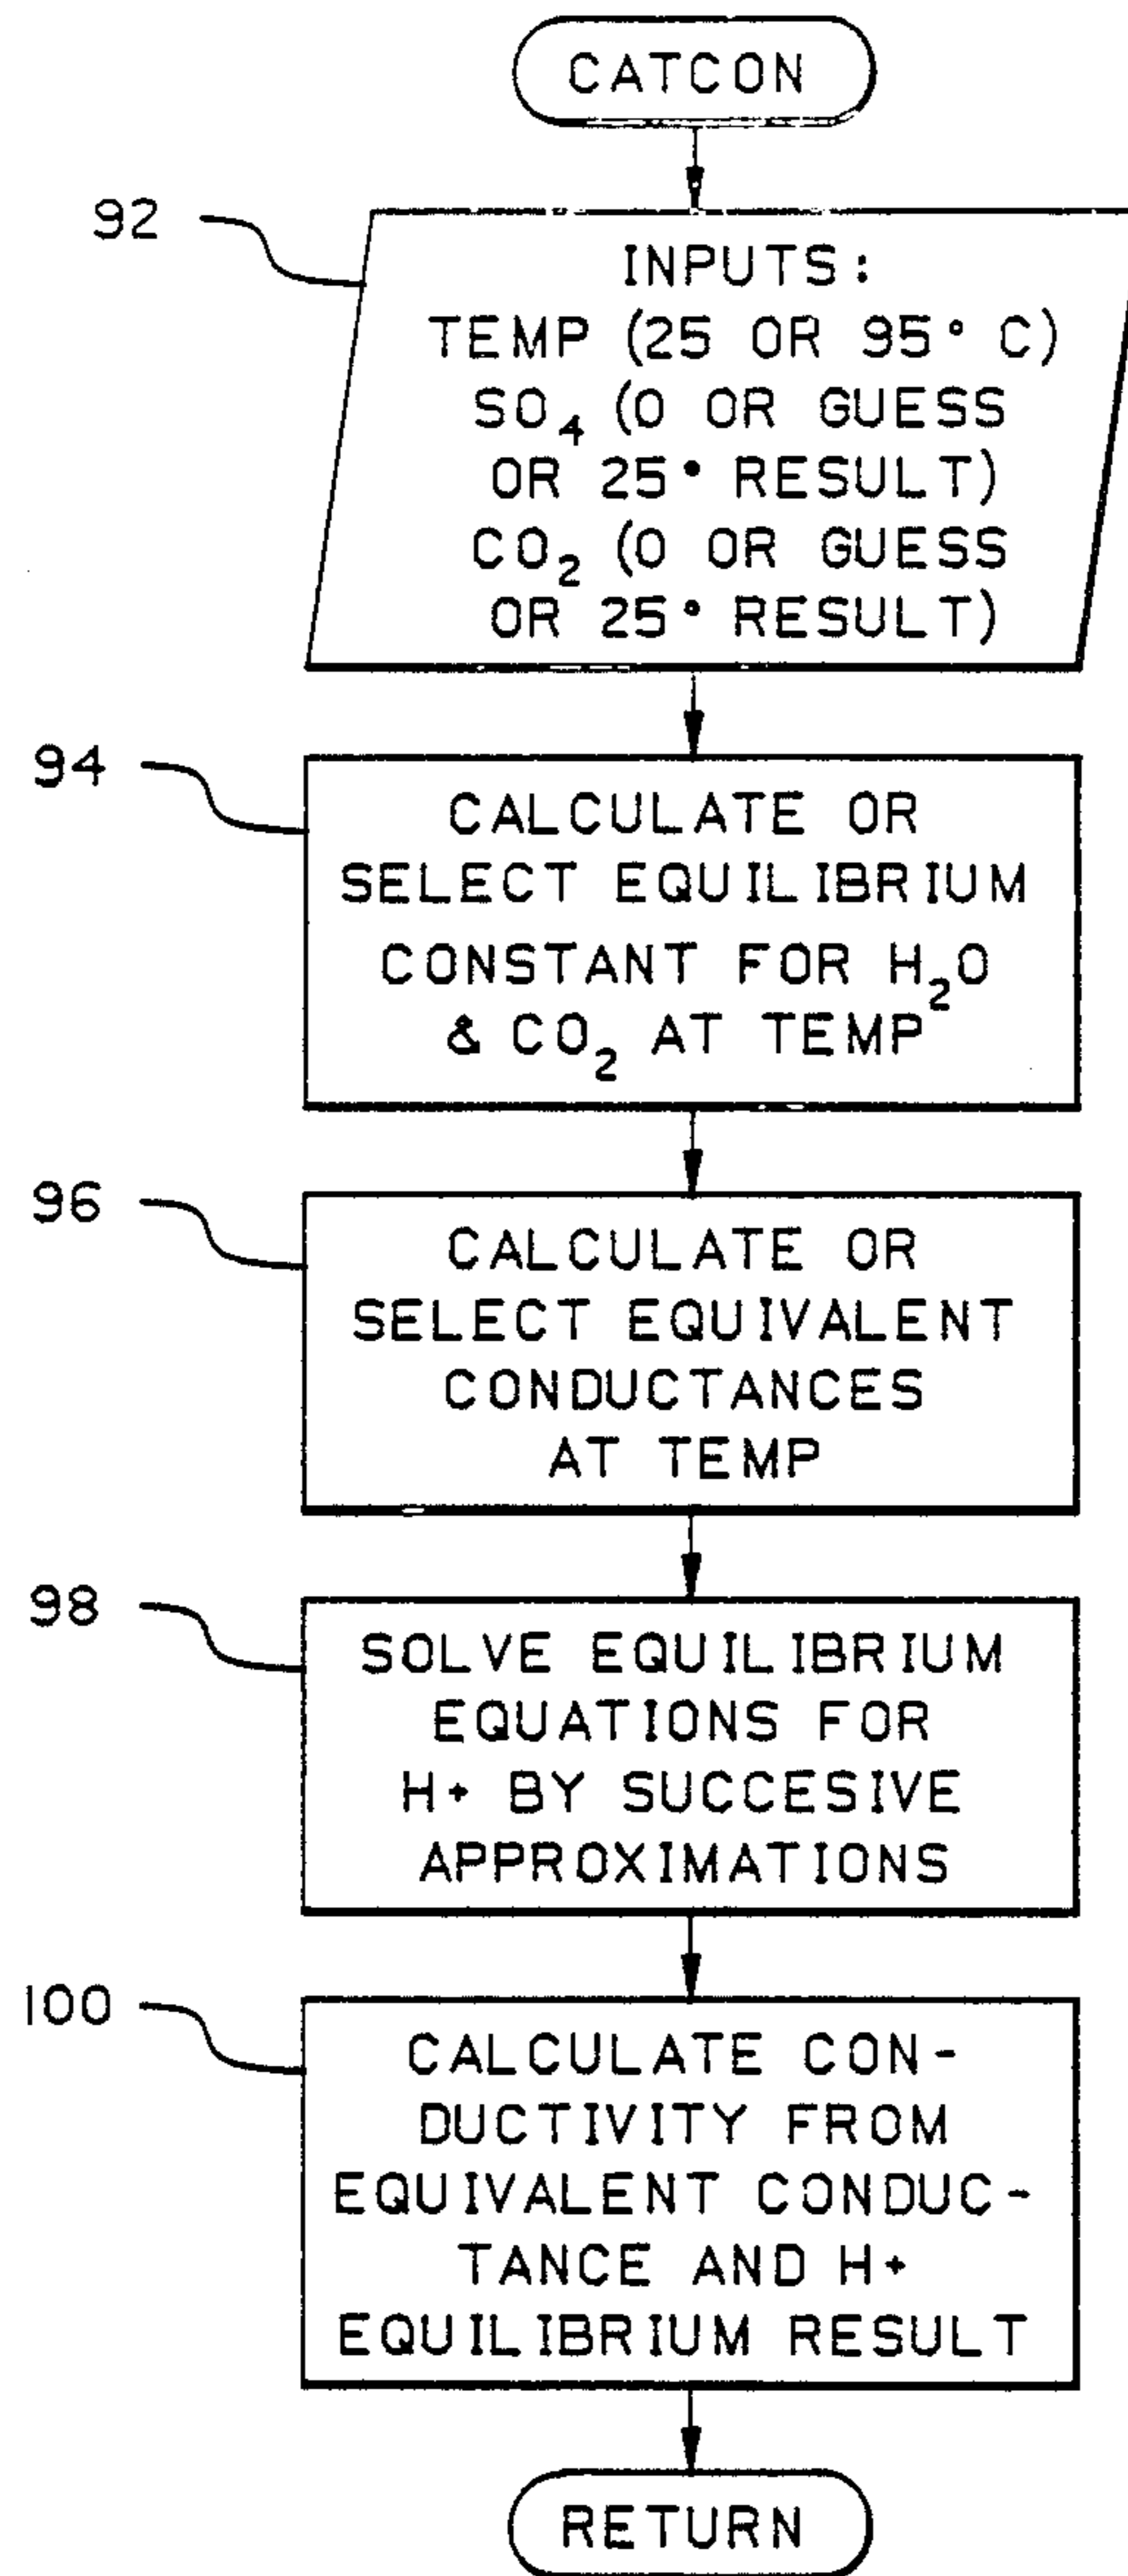 CATCON
92
INPUTS:
TEMP (25 OR 95° C)
SO₄ (0 OR GUESS
OR 25° RESULT)
CO₂ (0 OR GUESS
OR 25° RESULT)
94
CALCULATE OR
SELECT EQUILIBRIUM
CONSTANT FOR H₂O
& CO₂ AT TEMP
96
CALCULATE OR
SELECT EQUIVALENT
CONDUCTANCES
AT TEMP
98
SOLVE EQUILIBRIUM
EQUATIONS FOR
H+ BY SUCCESIVE
APPROXIMATIONS
100
CALCULATE CON-
DUCTIVITY FROM
EQUIVALENT CONDUC-
TANCE AND H+
EQUILIBRIUM RESULT
RETURN